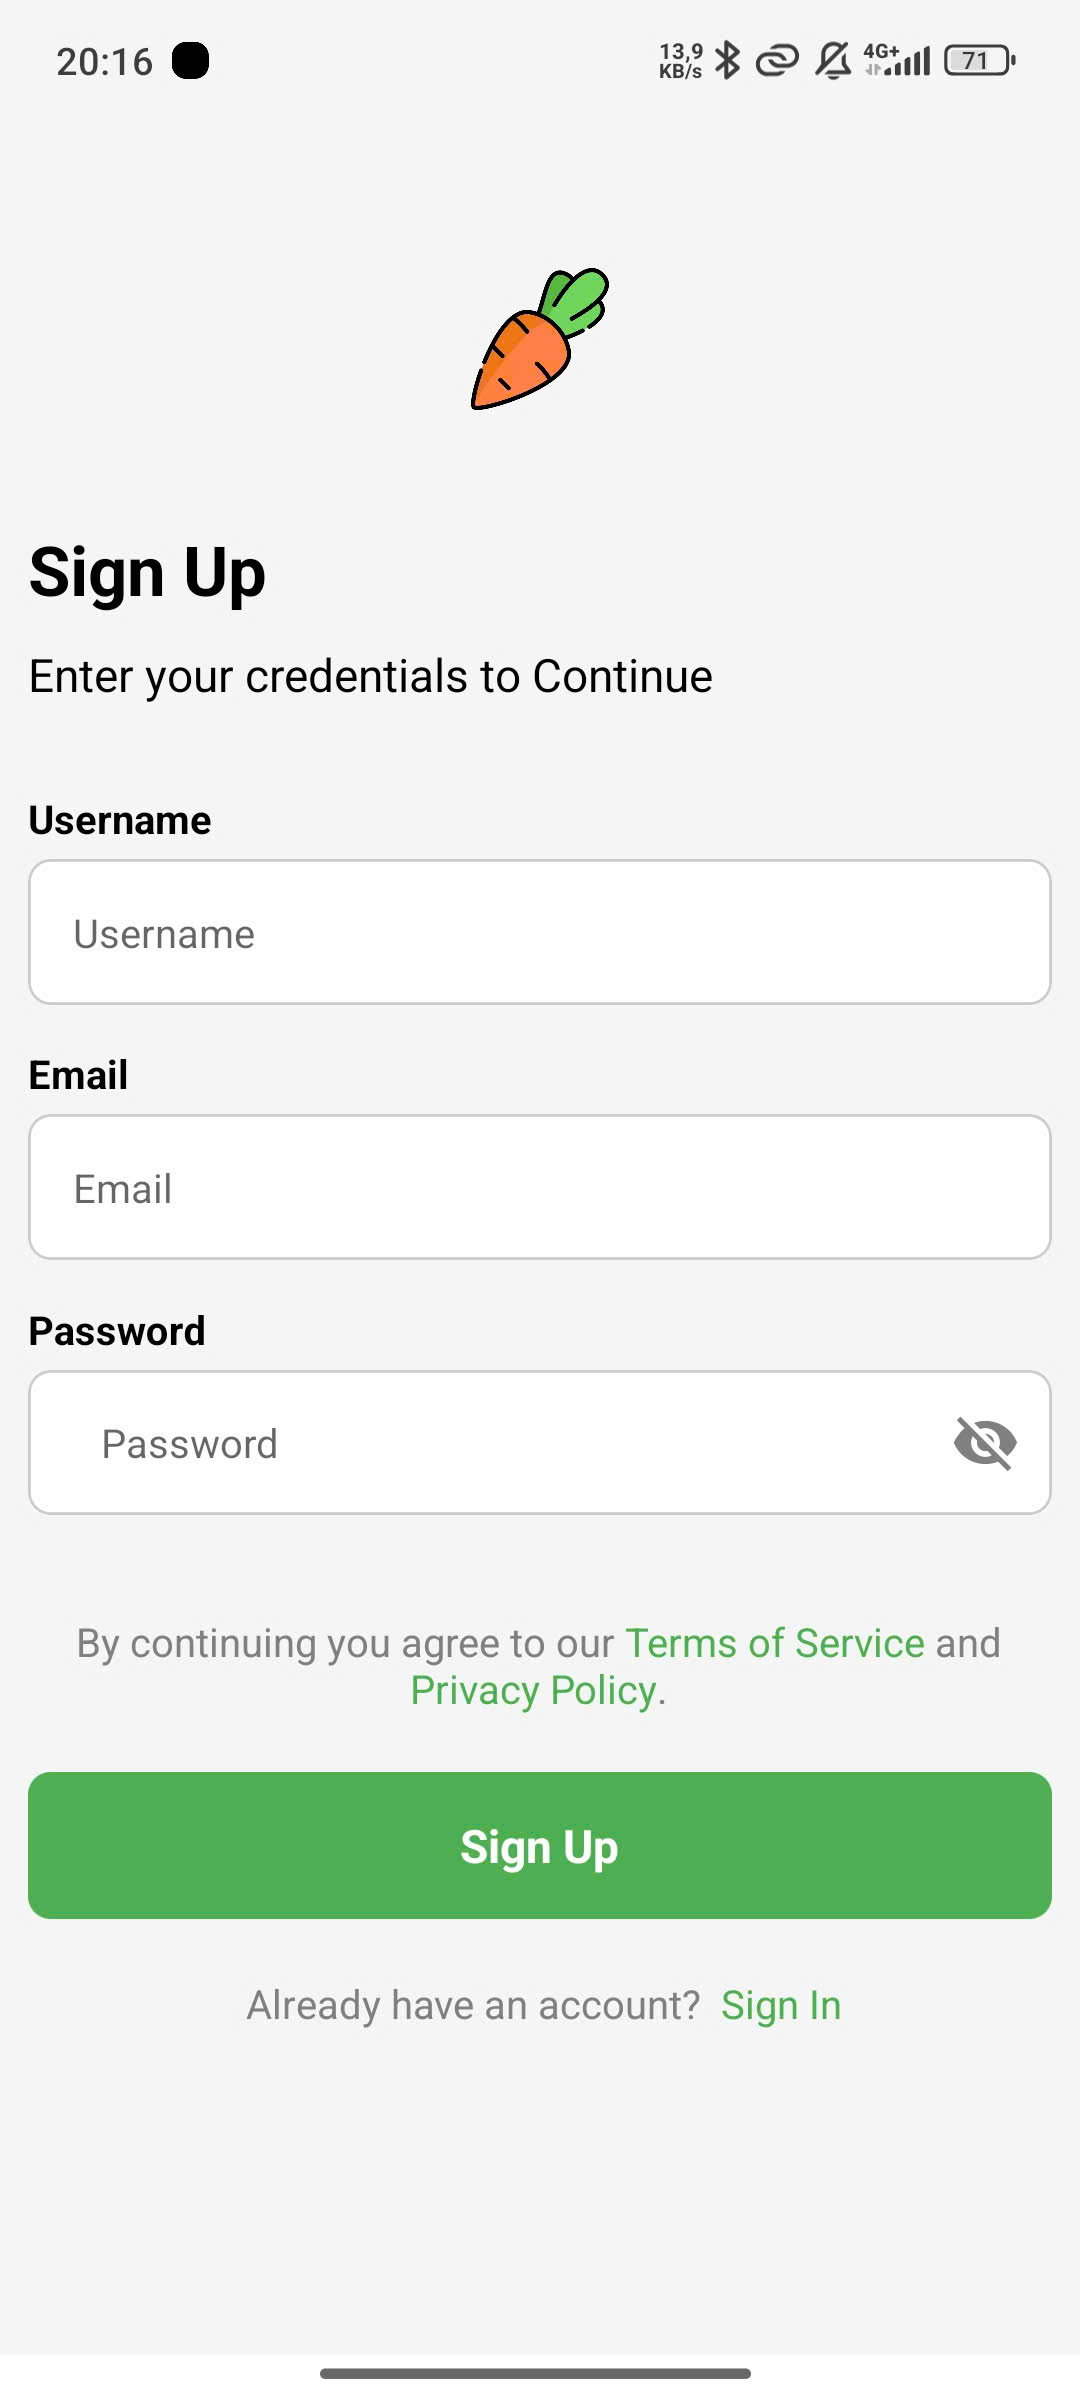 20:16
13,9
KB/s
4G+
71
Sign Up
Enter your credentials to Continue
Username
Username
Email
Email
Password
Password
By continuing you agree to our Terms of Service and
Privacy Policy.
Sign Up
Already have an account? Sign In